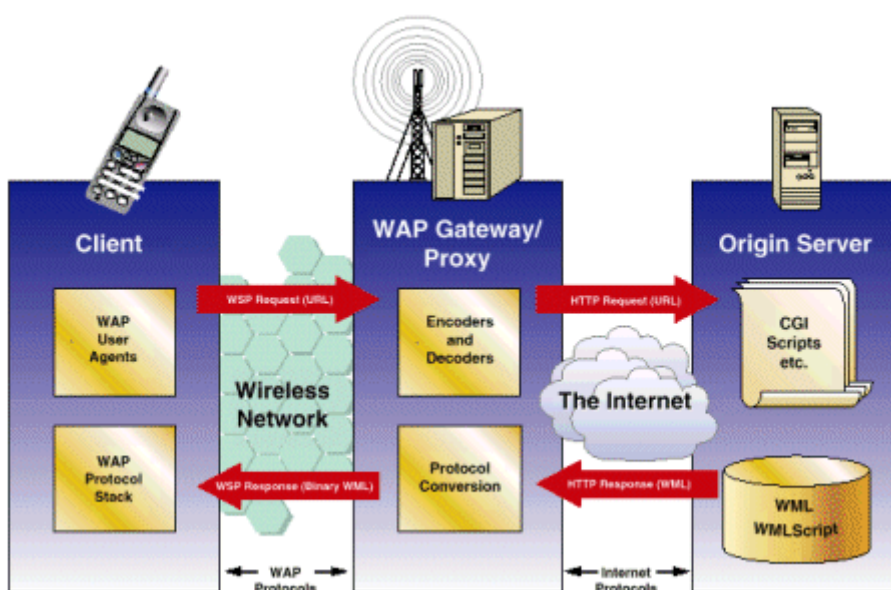 Client
WAP Gateway/
Proxy
Origin Server
WSP Request (URL)
HTTP Request (URL)
WAP
User
Agents
Encoders
and
Decoders
CGI
Scripts
etc.
Wireless
Network
The Internet
WAP
Protocol
Stack
WSP Response (Binary WML)
Protocol
Conversion
HTTP Response (WML)
WML
WMLScript
WAP
Protocols
Internet
Protocols